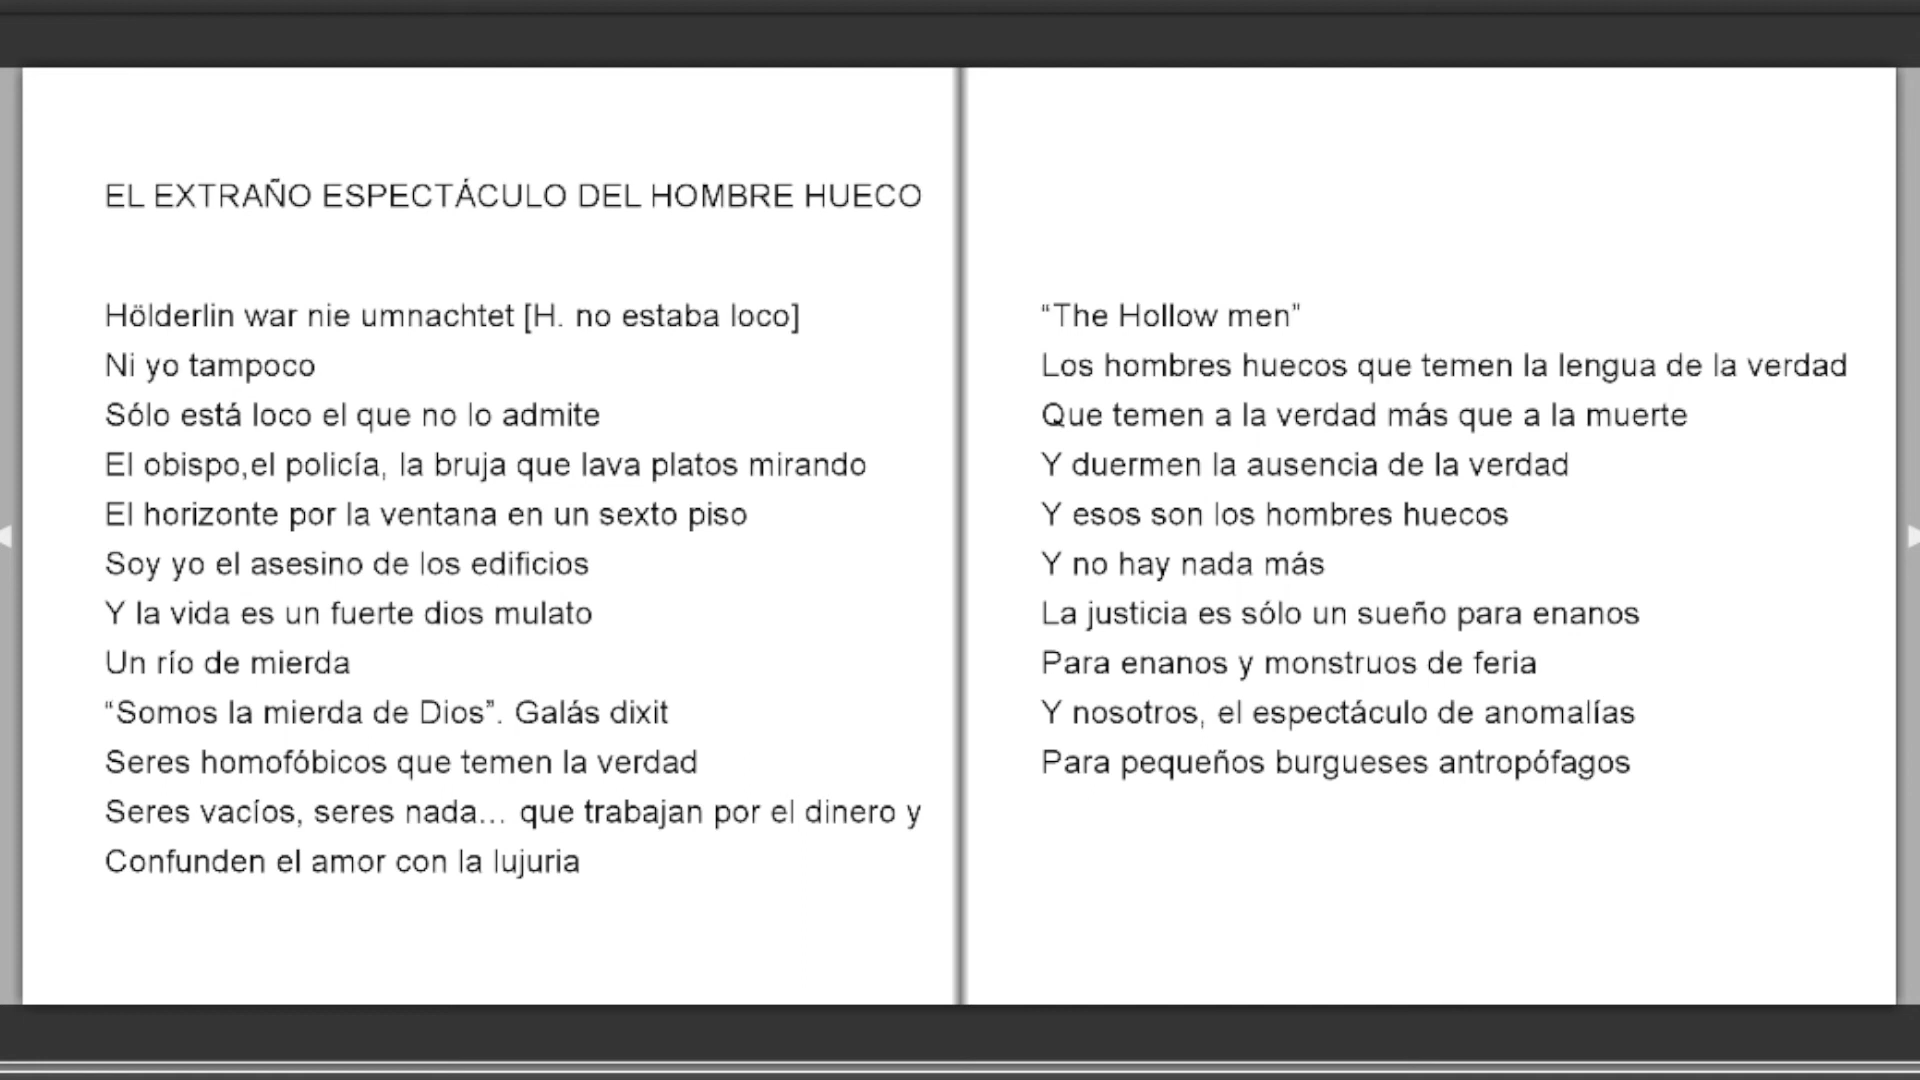 EL EXTRAÑO ESPECTÁCULO DEL HOMBRE HUECO
Hölderlin war nie umnachtet [H. no estaba loco]
Ni yo tampoco
Sólo está loco el que no lo admite
El obispo,el policía, la bruja que lava platos mirando
El horizonte por la ventana en un sexto piso
Soy yo el asesino de los edificios
Y la vida es un fuerte dios mulato
Un río de mierda
“Somos la mierda de Dios”. Galás dixit
Seres homofóbicos que temen la verdad
Seres vacíos, seres nada... que trabajan por el dinero y
Confunden el amor con la lujuria
“The Hollow men”
Los hombres huecos que temen la lengua de la verdad
Que temen a la verdad más que a la muerte
Y duermen la ausencia de la verdad
Y esos son los hombres huecos
Y no hay nada más
La justicia es sólo un sueño para enanos
Para enanos y monstruos de feria
Y nosotros, el espectáculo de anomalías
Para pequeños burgueses antropófagos